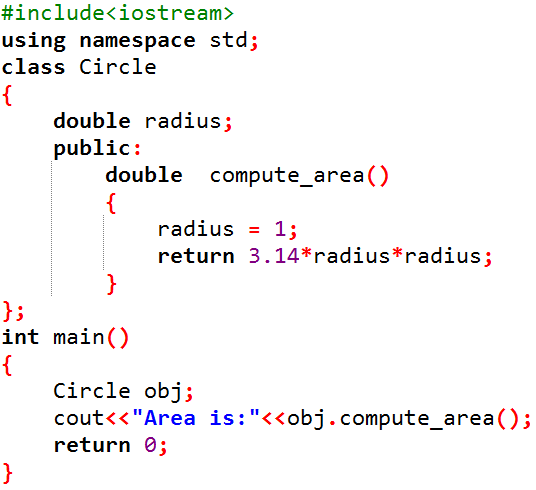 #include<iostream>
using namespace std;
class Circle
{
    double radius;
    public:
        double  compute_area()
        {
            radius = 1;
            return 3.14*radius*radius;
        }
};
int main()
{
    Circle obj;
    cout<<"Area is:"<<obj.compute_area();
    return 0;
}